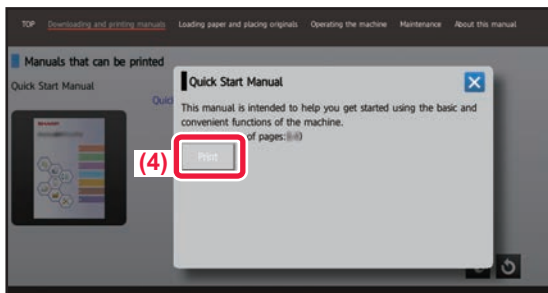 TOP Downloading and printing manuals Loading paper and placing originals Operating the machine Maintenance About this manual
Manuals that can be printed
Quick Start Manual
Quick Start Manual
This manual is intended to help you get started using the basic and
convenient functions of the machine.
of pages:
Print
(4)